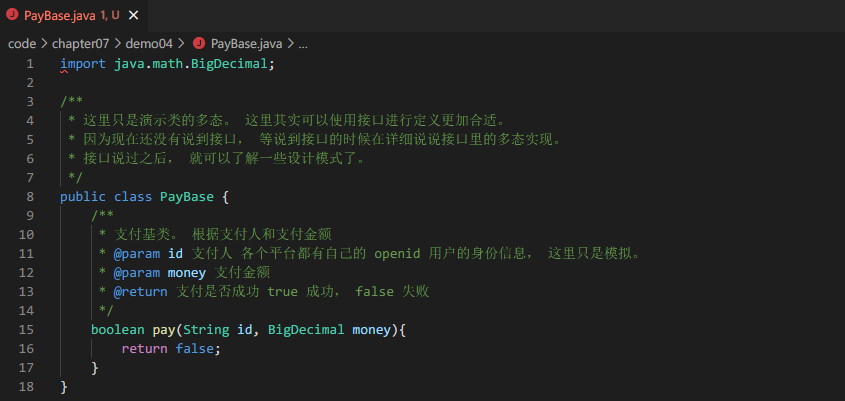 PayBase.java 1, U
code > chapter07 > demo04 > PayBase.java > ...
1 import java.math.BigDecimal;
2
3 /**
4 * 这里只是演示类的多态。 这里其实可以使用接口进行定义更加合适。
5 * 因为现在还没有说到接口， 等说到接口的时候在详细说说接口里的多态实现。
6 * 接口说过之后， 就可以了解一些设计模式了。
7 */
8 public class PayBase {
9 /**
10 * 支付基类。 根据支付人和支付金额
11 * @param id 支付人 各个平台都有自己的 openid 用户的身份信息， 这里只是模拟。
12 * @param money 支付金额
13 * @return 支付是否成功 true 成功， false 失败
14 */
15 boolean pay(String id, BigDecimal money){
16 return false;
17 }
18 }